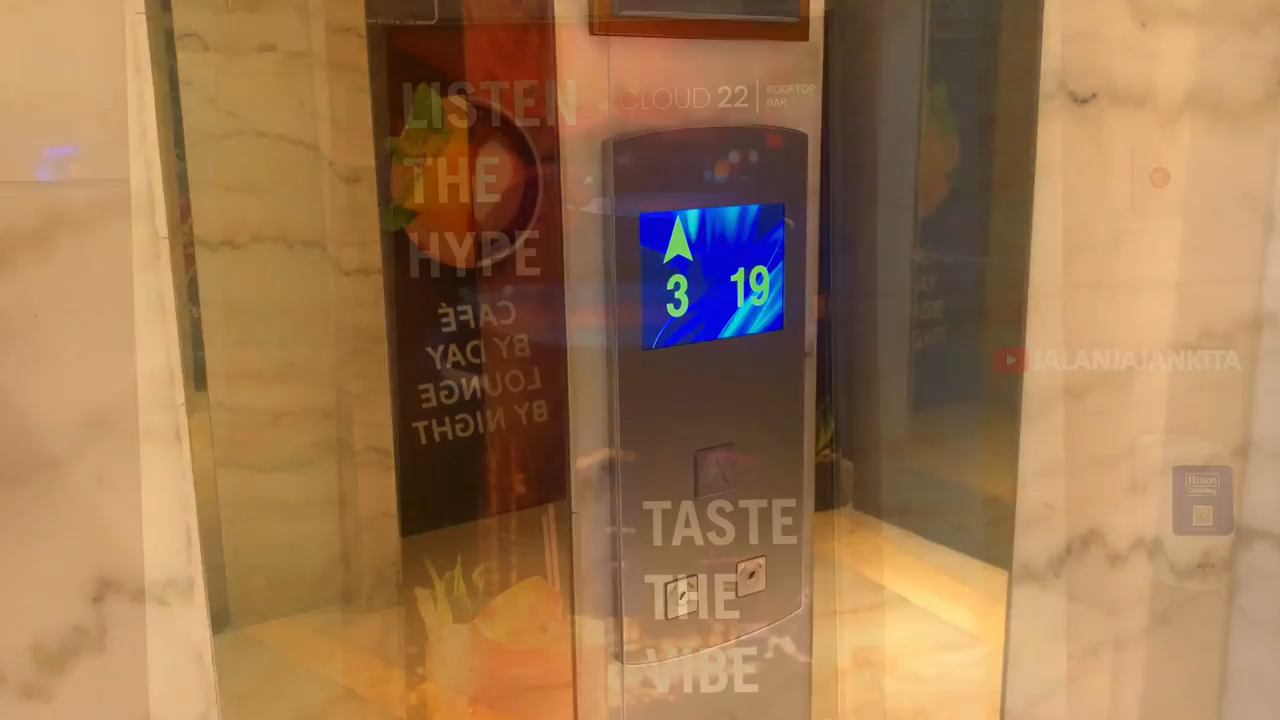 LISTEN
THE
HYPE
CAFÉ
BY DAY
LOUNGE
BY NIGHT
CLOUD 22
ROOFTOP
BAR
3 19
TASTE
THE
VIBE
JALANJAJANKITA
Hilton